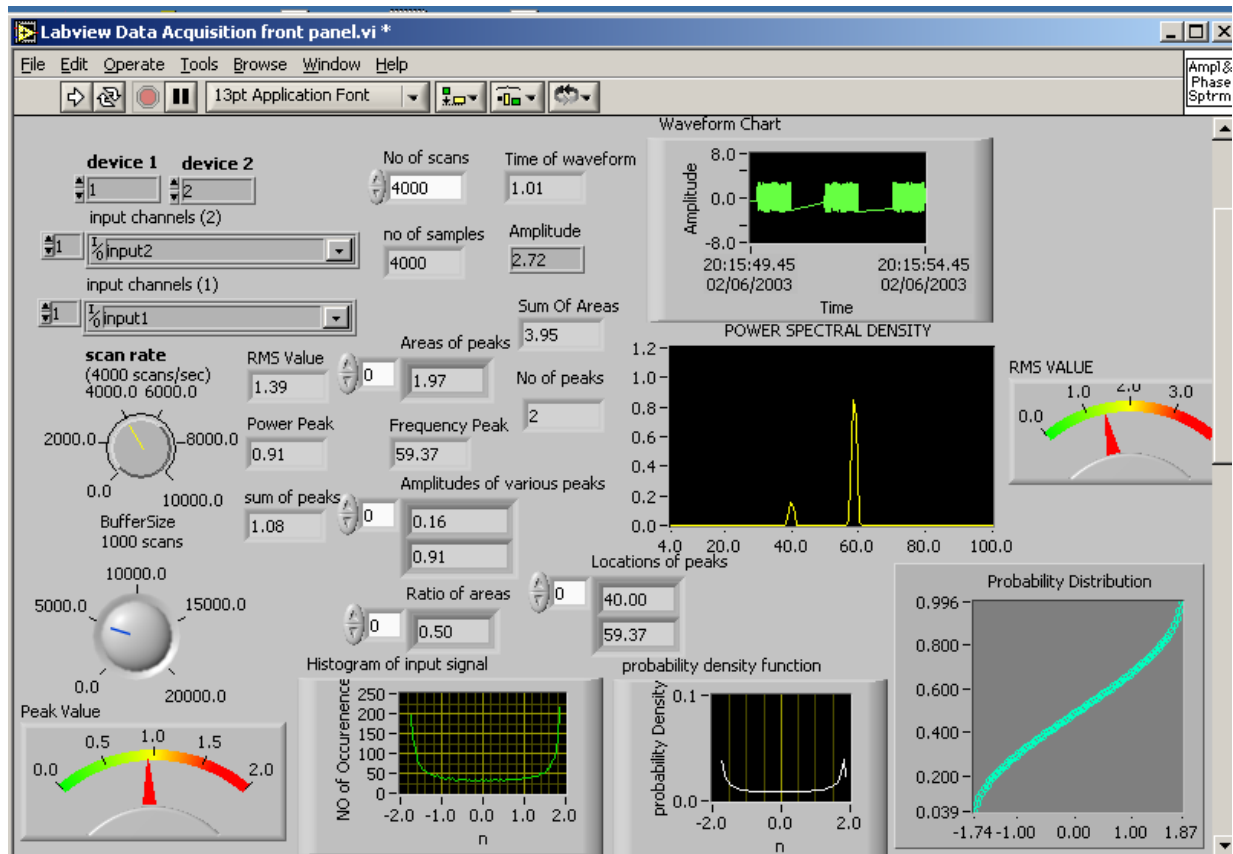 Labview Data Acquisition front panel.vi *
File Edit Operate Tools Browse Window Help
13pt Application Font
Ampl&
Phase
Sptrm
device 1 device 2
1 2
input channels (2)
1 input2
input channels (1)
1 input1
No of scans
4000
Time of waveform
1.01
no of samples
4000
Amplitude
2.72
Sum Of Areas
3.95
Waveform Chart
Amplitude
8.0
0.0
-8.0
20:15:49.45 20:15:54.45
02/06/2003 02/06/2003
Time
scan rate
(4000 scans/sec)
4000.0 6000.0
2000.0 8000.0
0.0 10000.0
RMS Value
1.39
Areas of peaks
0 1.97
No of peaks
2
Power Peak
0.91
Frequency Peak
59.37
sum of peaks
1.08
Amplitudes of various peaks
0 0.16
0.91
POWER SPECTRAL DENSITY
1.2
1.0
0.8
0.6
0.4
0.2
0.0
4.0 20.0 40.0 60.0 80.0 100.0
RMS VALUE
0.0 1.0 2.0 3.0
BufferSize
1000 scans
10000.0
5000.0 15000.0
0.0 20000.0
Ratio of areas
0 0.50
Locations of peaks
0 40.00
59.37
Peak Value
0.0 0.5 1.0 1.5 2.0
Histogram of input signal
NO of Occurenence
250
200
150
100
50
0
-2.0 -1.0 0.0 1.0 2.0
n
probability density function
probability Density
0.1
0.0
-2.0 0.0 2.0
n
Probability Distribution
0.996
0.800
0.600
0.400
0.200
0.039
-1.74 -1.00 0.00 1.00 1.87